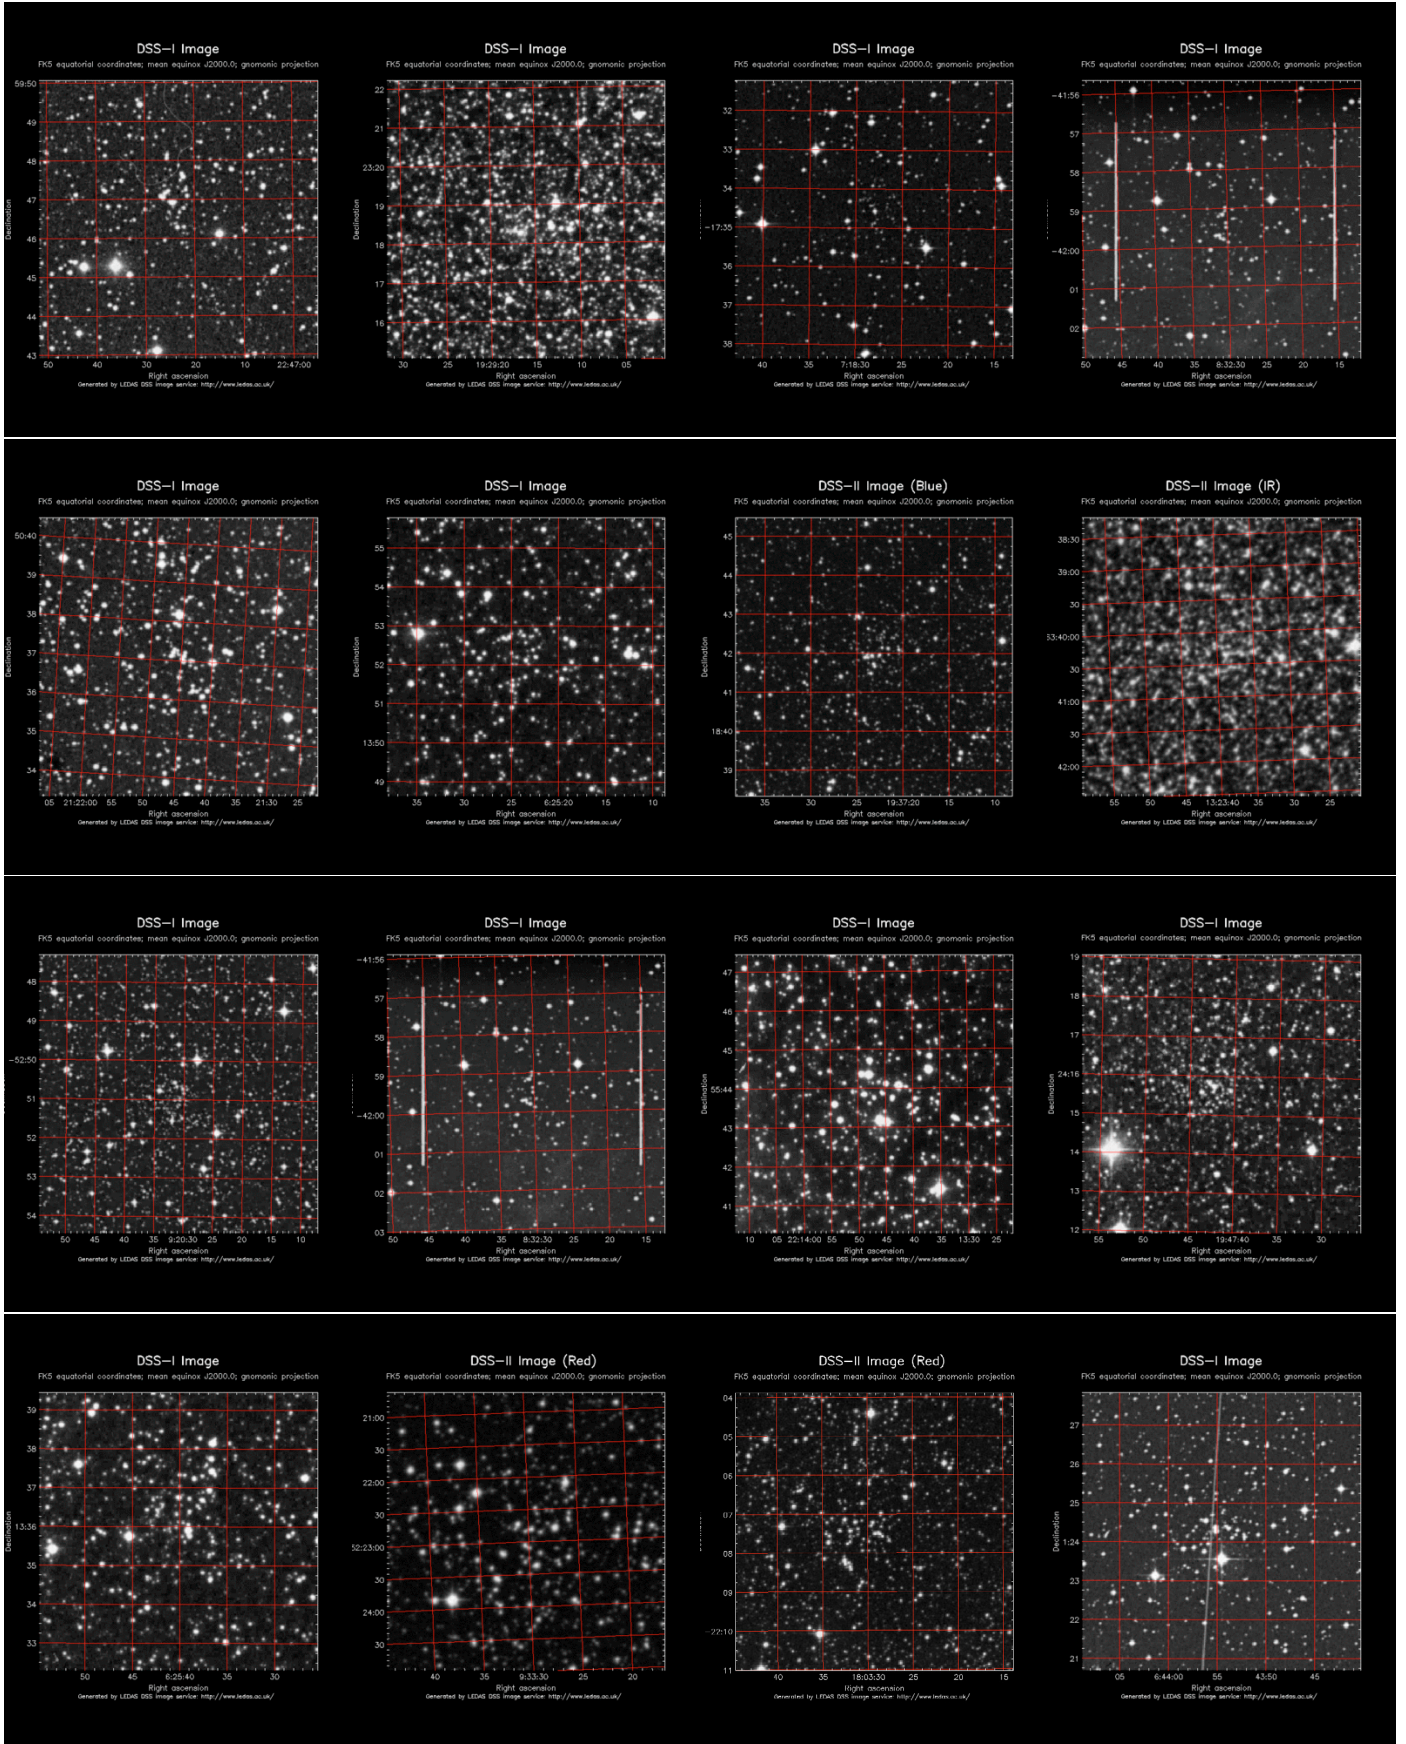 DSS-I Image
FK5 equatorial coordinates; mean equinox J2000.0; gnomonic projection
59:50
49
48
47
46
45
44
43
Declination
50 40 30 20 10 22:47:00
Right ascension
Generated by LEDAS DSS image service: http://www.ledas.ac.uk/
DSS-I Image
FK5 equatorial coordinates; mean equinox J2000.0; gnomonic projection
22
21
23:20
19
18
17
16
Declination
30 25 19:29:20 15 10 05
Right ascension
Generated by LEDAS DSS image service: http://www.ledas.ac.uk/
DSS-I Image
FK5 equatorial coordinates; mean equinox J2000.0; gnomonic projection
32
33
34
-17:35
36
37
38
40 35 7:18:30 25 20 15
Right ascension
Generated by LEDAS DSS image service: http://www.ledas.ac.uk/
DSS-I Image
FK5 equatorial coordinates; mean equinox J2000.0; gnomonic projection
-41:56
57
58
59
-42:00
01
02
50 45 40 35 8:32:30 25 20 15
Right ascension
Generated by LEDAS DSS image service: http://www.ledas.ac.uk/
DSS-I Image
FK5 equatorial coordinates; mean equinox J2000.0; gnomonic projection
50:40
39
38
37
36
35
34
Declination
05 21:22:00 55 50 45 40 35 21:30 25
Right ascension
Generated by LEDAS DSS image service: http://www.ledas.ac.uk/
DSS-I Image
FK5 equatorial coordinates; mean equinox J2000.0; gnomonic projection
55
54
53
52
51
13:50
49
Declination
35 30 25 6:25:20 15 10
Right ascension
Generated by LEDAS DSS image service: http://www.ledas.ac.uk/
DSS-II Image (Blue)
FK5 equatorial coordinates; mean equinox J2000.0; gnomonic projection
45
44
43
42
41
18:40
39
Declination
35 30 25 19:37:20 15 10
Right ascension
Generated by LEDAS DSS image service: http://www.ledas.ac.uk/
DSS-II Image (IR)
FK5 equatorial coordinates; mean equinox J2000.0; gnomonic projection
38:30
39:00
30
53:40:00
30
41:00
30
42:00
Declination
55 50 45 13:23:40 35 30 25
Right ascension
Generated by LEDAS DSS image service: http://www.ledas.ac.uk/
DSS-I Image
FK5 equatorial coordinates; mean equinox J2000.0; gnomonic projection
48
49
-52:50
51
52
53
54
50 45 40 35 9:20:30 25 20 15 10
Right ascension
Generated by LEDAS DSS image service: http://www.ledas.ac.uk/
DSS-I Image
FK5 equatorial coordinates; mean equinox J2000.0; gnomonic projection
-41:56
57
58
59
-42:00
01
02
03
50 45 40 35 8:32:30 25 20 15
Right ascension
Generated by LEDAS DSS image service: http://www.ledas.ac.uk/
DSS-I Image
FK5 equatorial coordinates; mean equinox J2000.0; gnomonic projection
47
46
45
55:44
43
42
41
Declination
10 05 22:14:00 55 50 45 40 35 13:30 25
Right ascension
Generated by LEDAS DSS image service: http://www.ledas.ac.uk/
DSS-I Image
FK5 equatorial coordinates; mean equinox J2000.0; gnomonic projection
19
18
17
24:16
15
14
13
12
Declination
55 50 45 19:47:40 35 30
Right ascension
Generated by LEDAS DSS image service: http://www.ledas.ac.uk/
DSS-I Image
FK5 equatorial coordinates; mean equinox J2000.0; gnomonic projection
39
38
37
13:36
35
34
33
Declination
50 45 6:25:40 35 30
Right ascension
Generated by LEDAS DSS image service: http://www.ledas.ac.uk/
DSS-II Image (Red)
FK5 equatorial coordinates; mean equinox J2000.0; gnomonic projection
21:00
30
22:00
30
52:23:00
30
24:00
30
Declination
40 35 9:33:30 25 20
Right ascension
Generated by LEDAS DSS image service: http://www.ledas.ac.uk/
DSS-II Image (Red)
FK5 equatorial coordinates; mean equinox J2000.0; gnomonic projection
04
05
06
07
08
09
-22:10
11
40 35 18:03:30 25 20 15
Right ascension
Generated by LEDAS DSS image service: http://www.ledas.ac.uk/
DSS-I Image
FK5 equatorial coordinates; mean equinox J2000.0; gnomonic projection
27
26
25
1:24
23
22
21
Declination
05 6:44:00 55 43:50 45
Right ascension
Generated by LEDAS DSS image service: http://www.ledas.ac.uk/